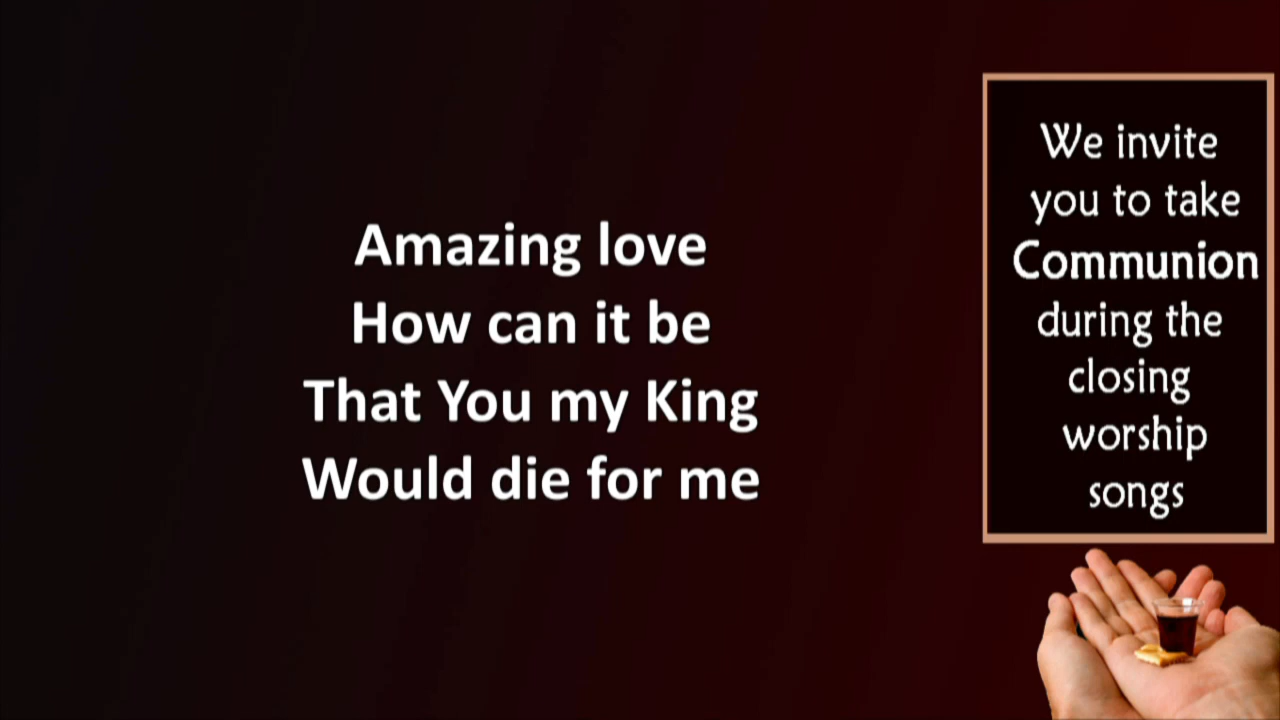 Amazing love
How can it be
That You my King
Would die for me
We invite
you to take
Communion
during the
closing
worship
songs